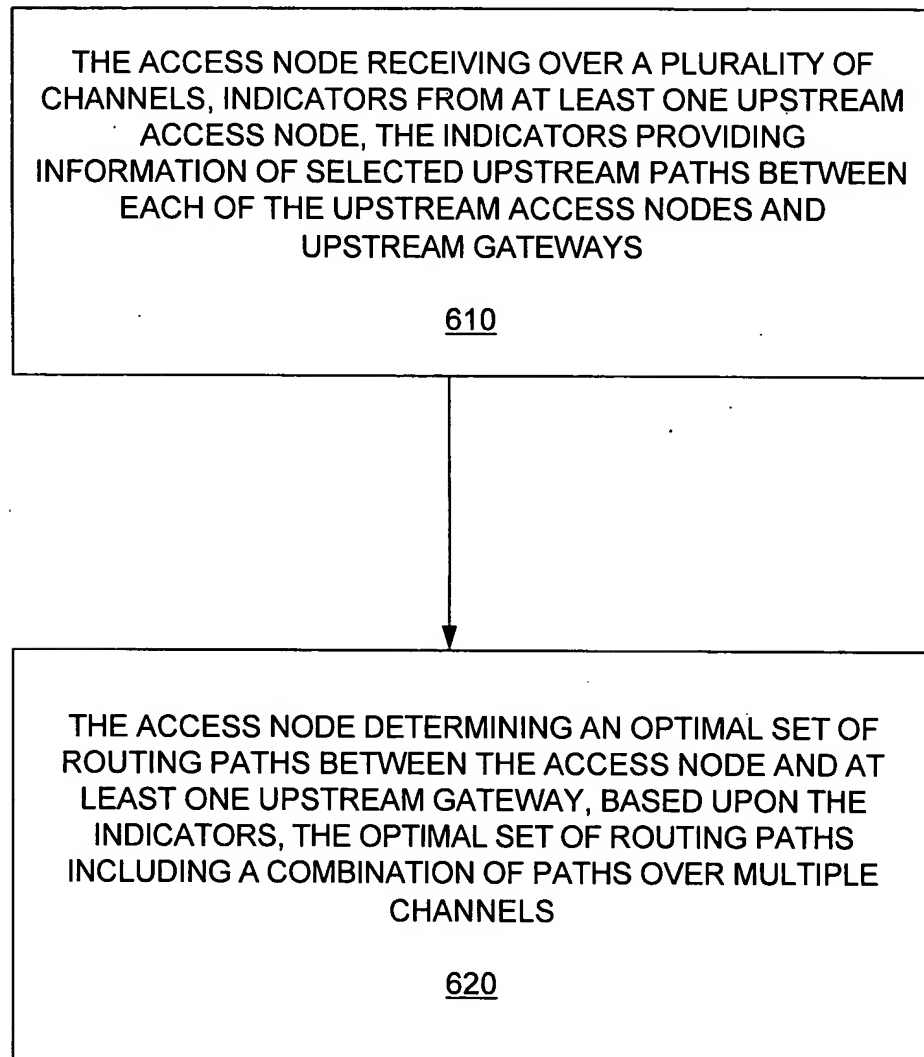 THE ACCESS NODE RECEIVING OVER A PLURALITY OF
CHANNELS, INDICATORS FROM AT LEAST ONE UPSTREAM
ACCESS NODE, THE INDICATORS PROVIDING
INFORMATION OF SELECTED UPSTREAM PATHS BETWEEN
EACH OF THE UPSTREAM ACCESS NODES AND
UPSTREAM GATEWAYS
610
THE ACCESS NODE DETERMINING AN OPTIMAL SET OF
ROUTING PATHS BETWEEN THE ACCESS NODE AND AT
LEAST ONE UPSTREAM GATEWAY, BASED UPON THE
INDICATORS, THE OPTIMAL SET OF ROUTING PATHS
INCLUDING A COMBINATION OF PATHS OVER MULTIPLE
CHANNELS
620